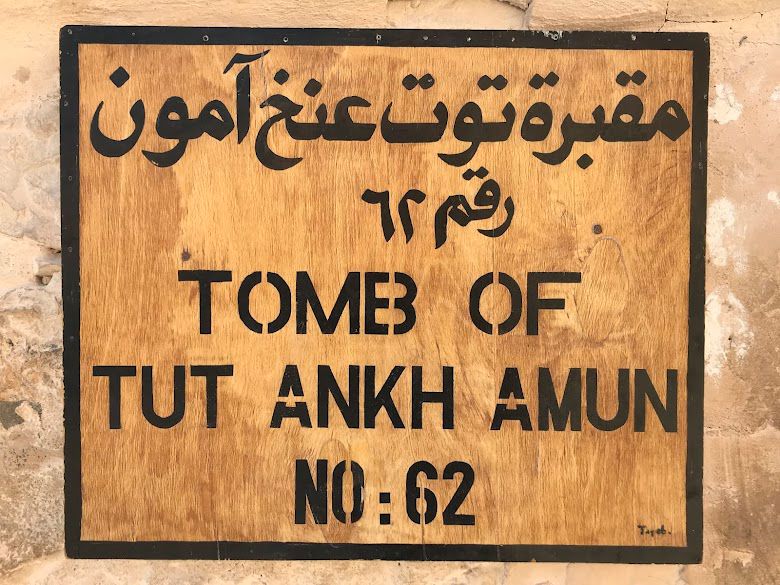 مقبرة توت عنخ آمون
رقم ٦٢
TOMB OF
TUT ANKH AMUN
NO: 62